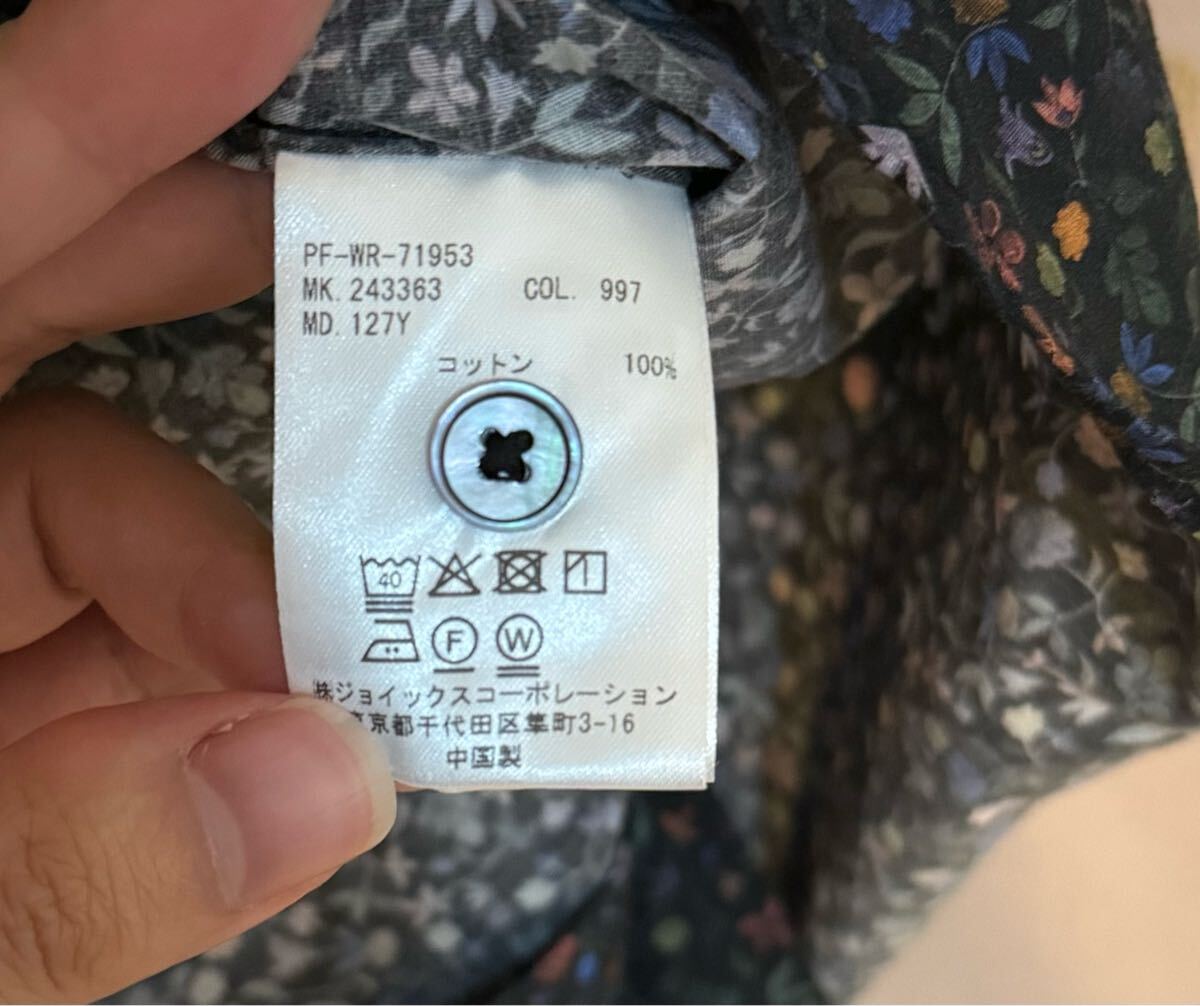 PF-WR-71953
MK. 243363 COL. 997
MD. 127Y
コットン 100%
40
F W
㈱ジョイックスコーポレーション
東京都千代田区隼町3-16
中国製